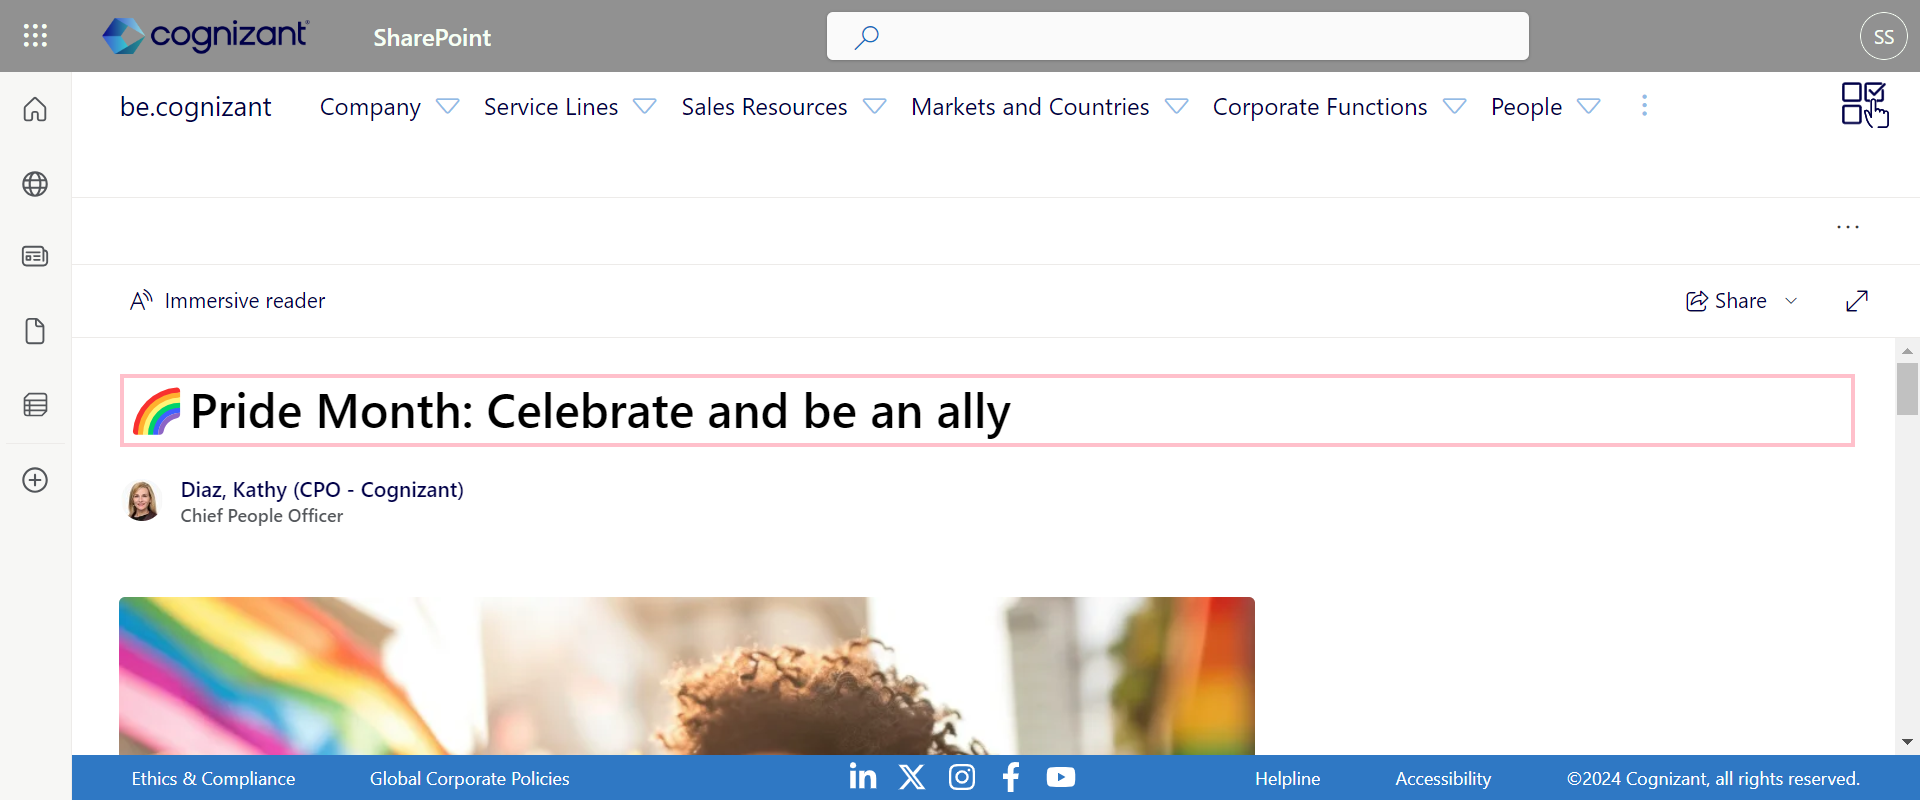 cognizant
SharePoint
SS
be.cognizant
Company
Service Lines
Sales Resources
Markets and Countries
Corporate Functions
People
Immersive reader
Share
🌈 Pride Month: Celebrate and be an ally
Diaz, Kathy (CPO - Cognizant)
Chief People Officer
Ethics & Compliance
Global Corporate Policies
Helpline
Accessibility
©2024 Cognizant, all rights reserved.